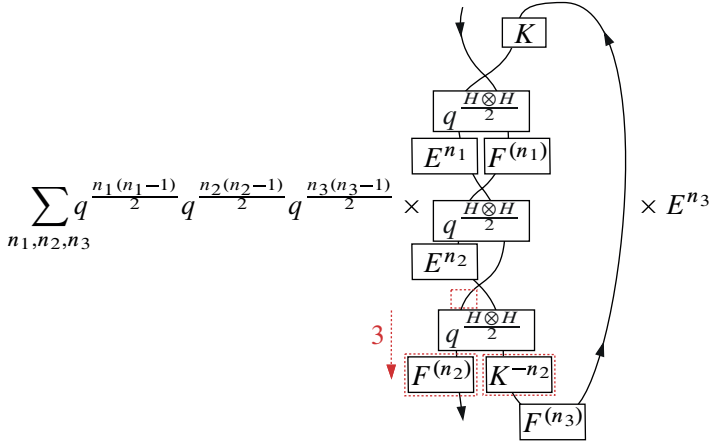 K
q^{\frac{H⊗H}{2}}
E^{n_1} F^{(n_1)}
\sum_{n_1,n_2,n_3} q^{\frac{n_1(n_1-1)}{2}} q^{\frac{n_2(n_2-1)}{2}} q^{\frac{n_3(n_3-1)}{2}} × q^{\frac{H⊗H}{2}} × E^{n_3}
E^{n_2}
3 q^{\frac{H⊗H}{2}}
F^{(n_2)} K^{-n_2}
F^{(n_3)}